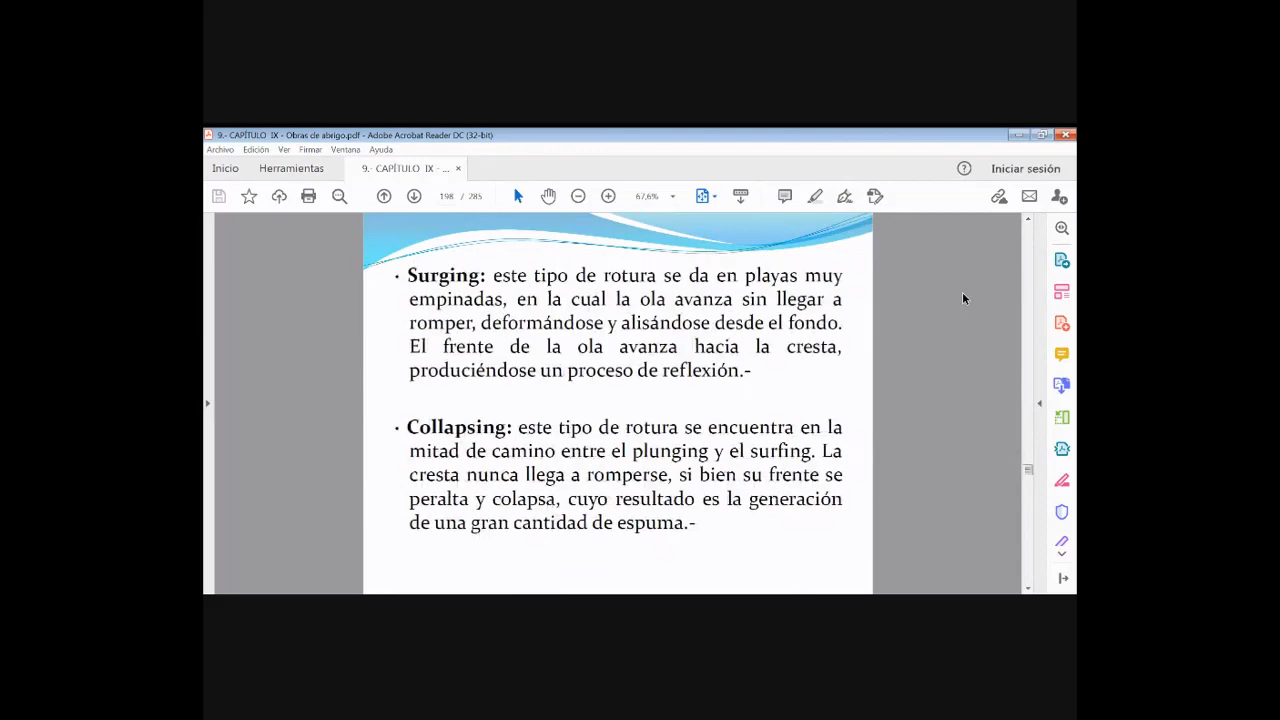 9.- CAPÍTULO IX - Obras de abrigo.pdf - Adobe Acrobat Reader DC (32-bit)
Archivo Edición Ver Firmar Ventana Ayuda
Inicio Herramientas 9.- CAPÍTULO IX - ... × Iniciar sesión
198 / 285 67,6%
• Surging: este tipo de rotura se da en playas muy
empinadas, en la cual la ola avanza sin llegar a
romper, deformándose y alisándose desde el fondo.
El frente de la ola avanza hacia la cresta,
produciéndose un proceso de reflexión.-
• Collapsing: este tipo de rotura se encuentra en la
mitad de camino entre el plunging y el surfing. La
cresta nunca llega a romperse, si bien su frente se
peralta y colapsa, cuyo resultado es la generación
de una gran cantidad de espuma.-